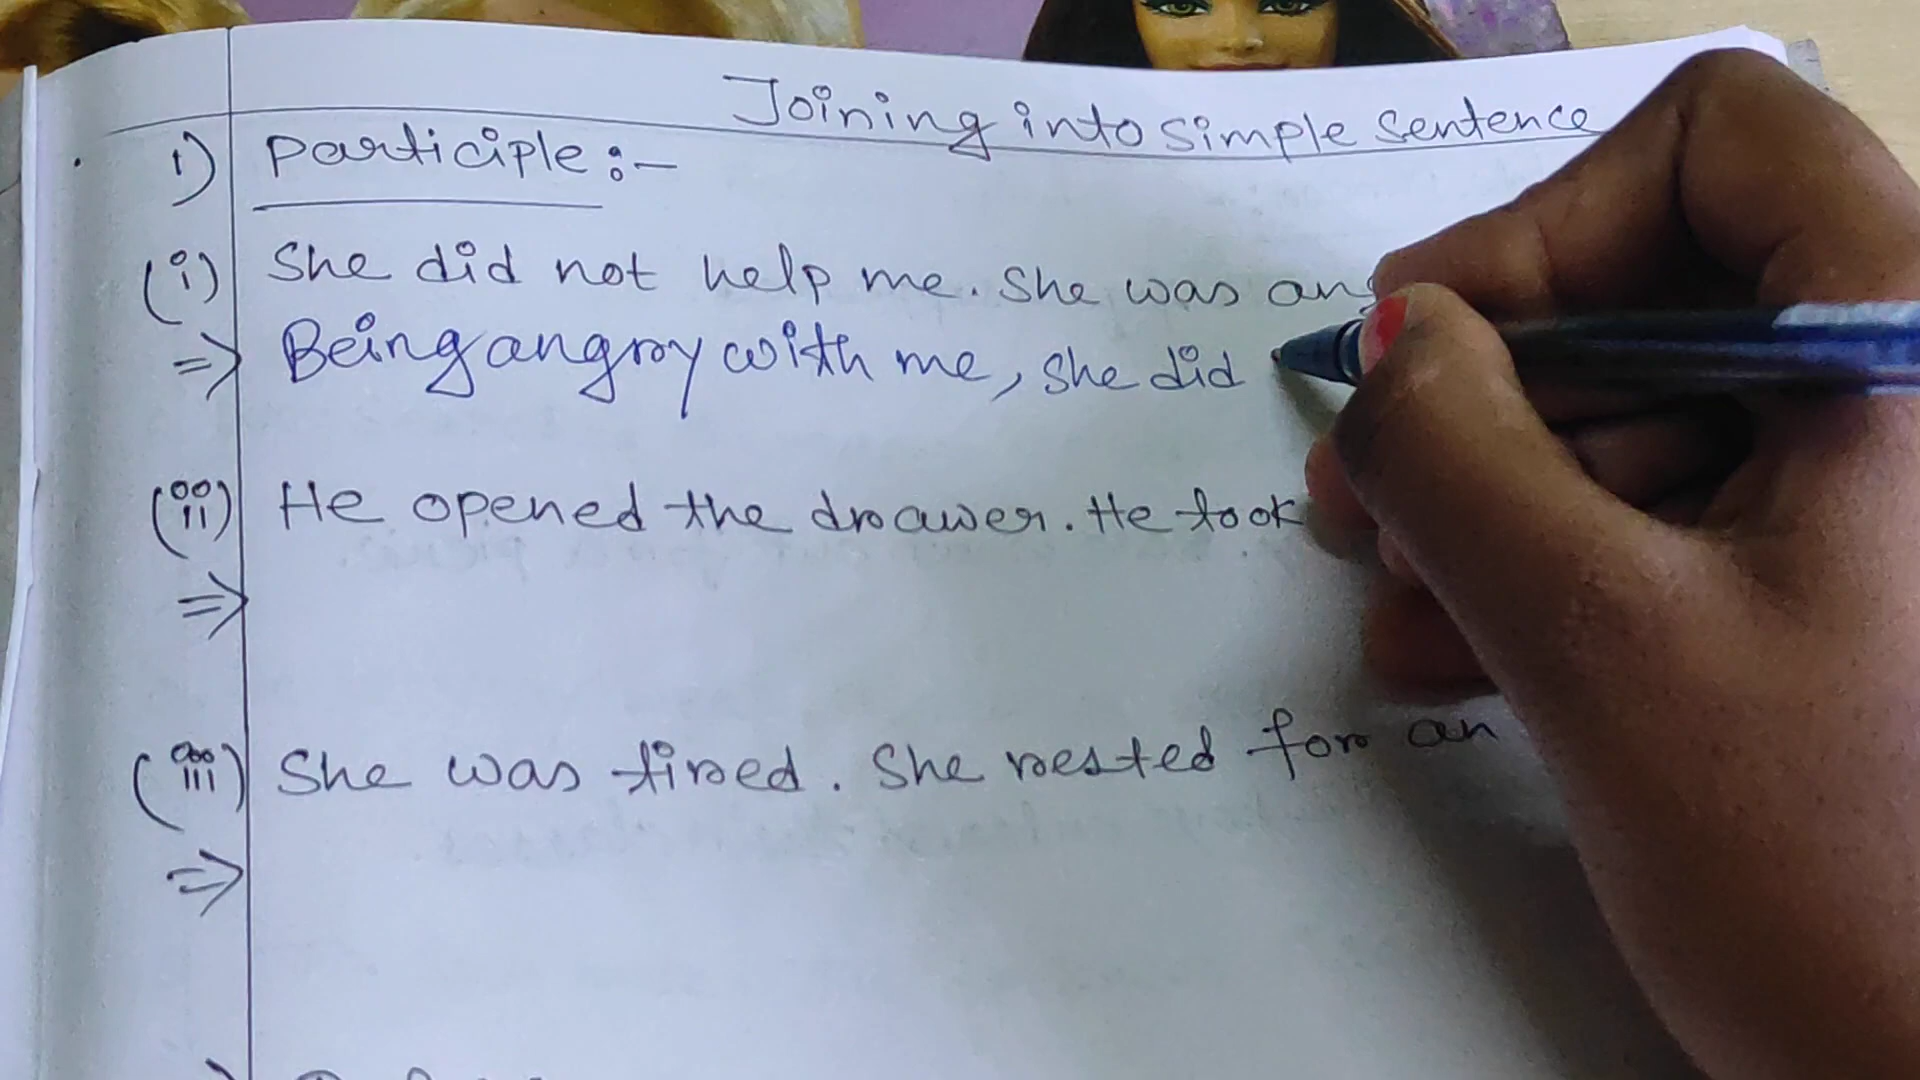 Joining into simple sentence
1) Participle :-
(i) She did not help me. She was ang
=> Being angry with me, she did
(ii) He opened the drawer. He took
=>
(iii) She was tired. She rested for an
=>